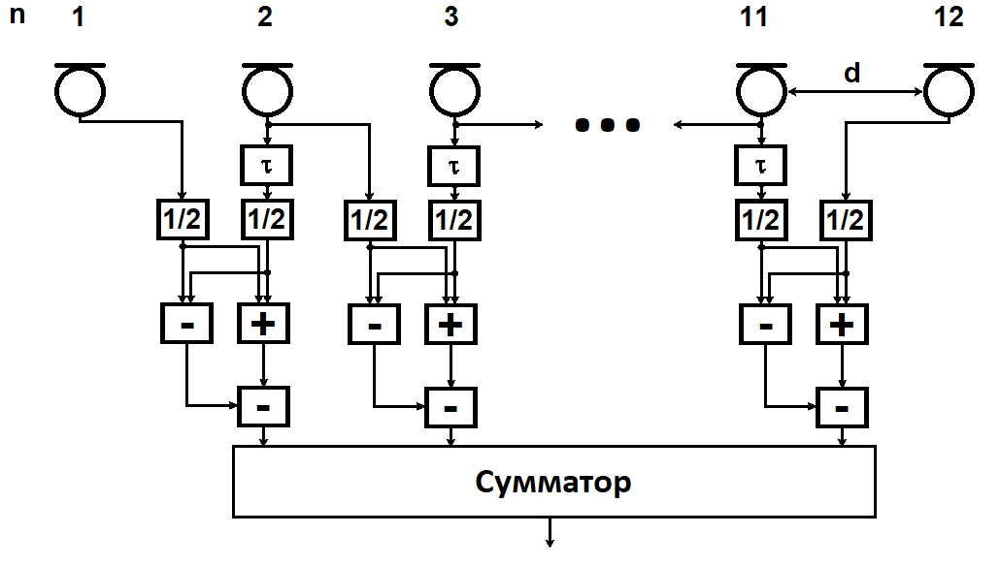 n 1 2 3 11 12
d
• • •
τ τ τ
1/2 1/2 1/2 1/2 1/2 1/2
- + - + - +
- - -
Сумматор